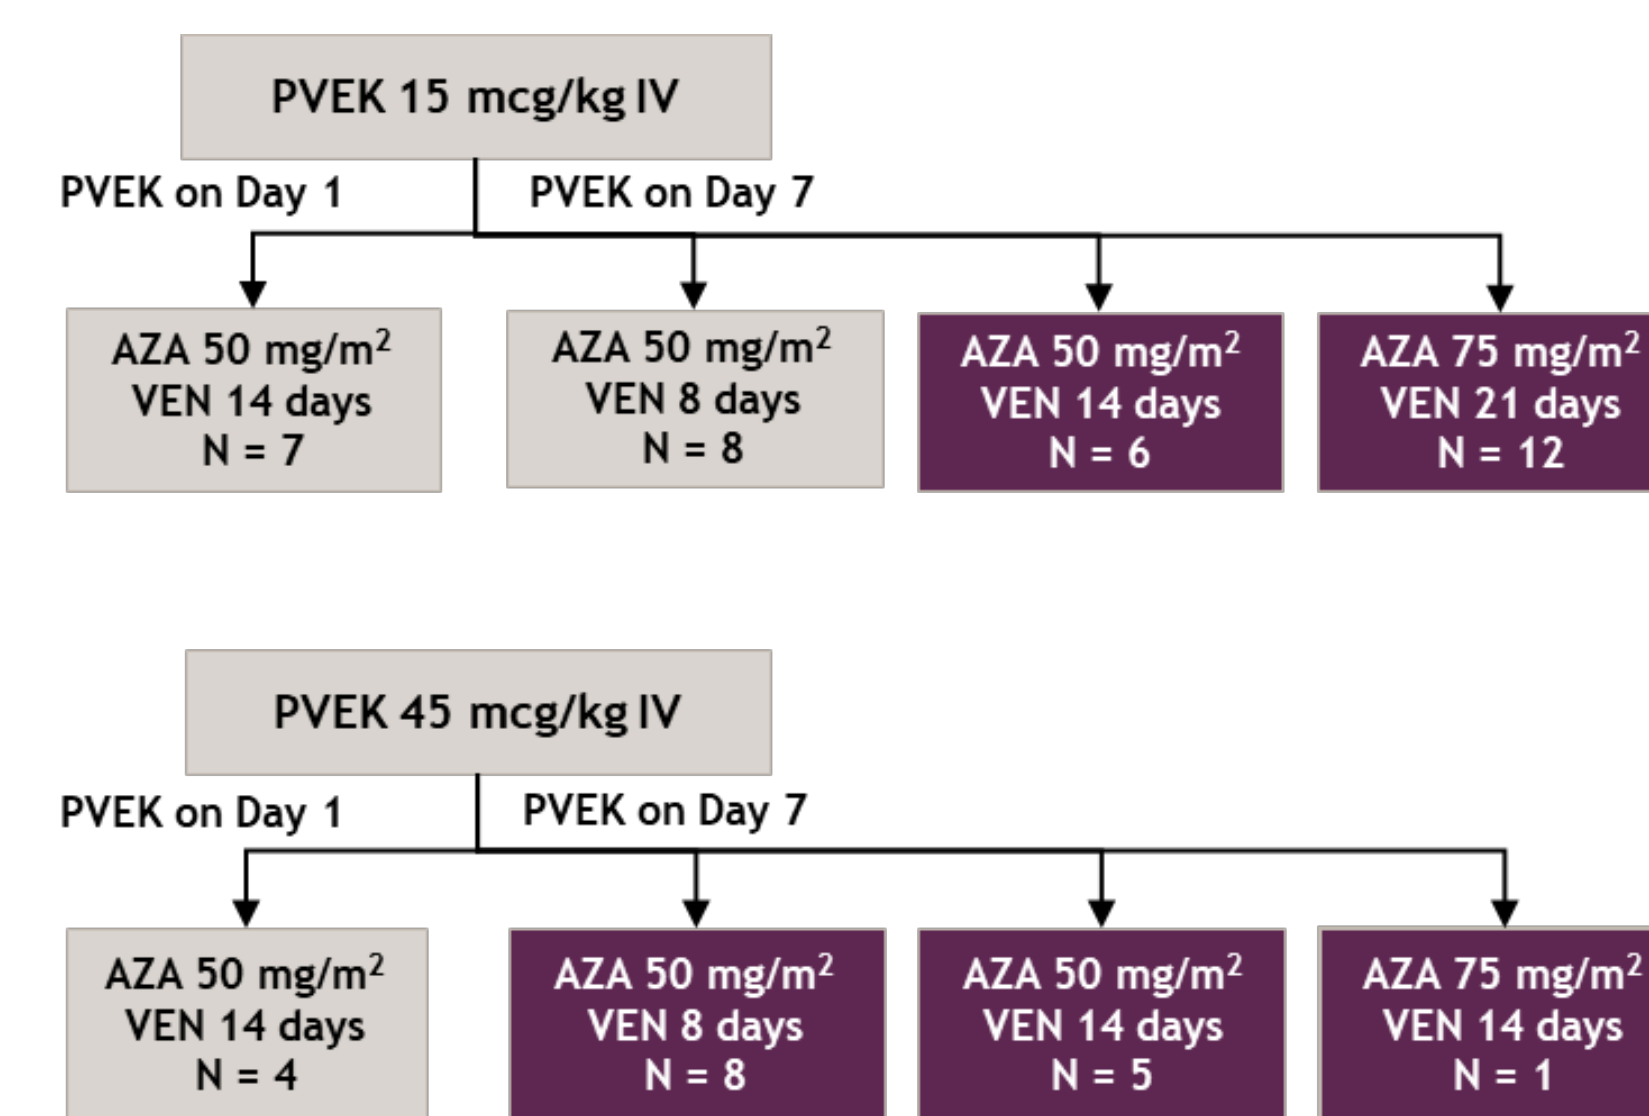 PVEK 15 mcg/kg IV
PVEK on Day 1
PVEK on Day 7
AZA 50 mg/m²
VEN 14 days
N = 7
AZA 50 mg/m²
VEN 8 days
N = 8
AZA 50 mg/m²
VEN 14 days
N = 6
AZA 75 mg/m²
VEN 21 days
N = 12
PVEK 45 mcg/kg IV
PVEK on Day 1
PVEK on Day 7
AZA 50 mg/m²
VEN 14 days
N = 4
AZA 50 mg/m²
VEN 8 days
N = 8
AZA 50 mg/m²
VEN 14 days
N = 5
AZA 75 mg/m²
VEN 14 days
N = 1